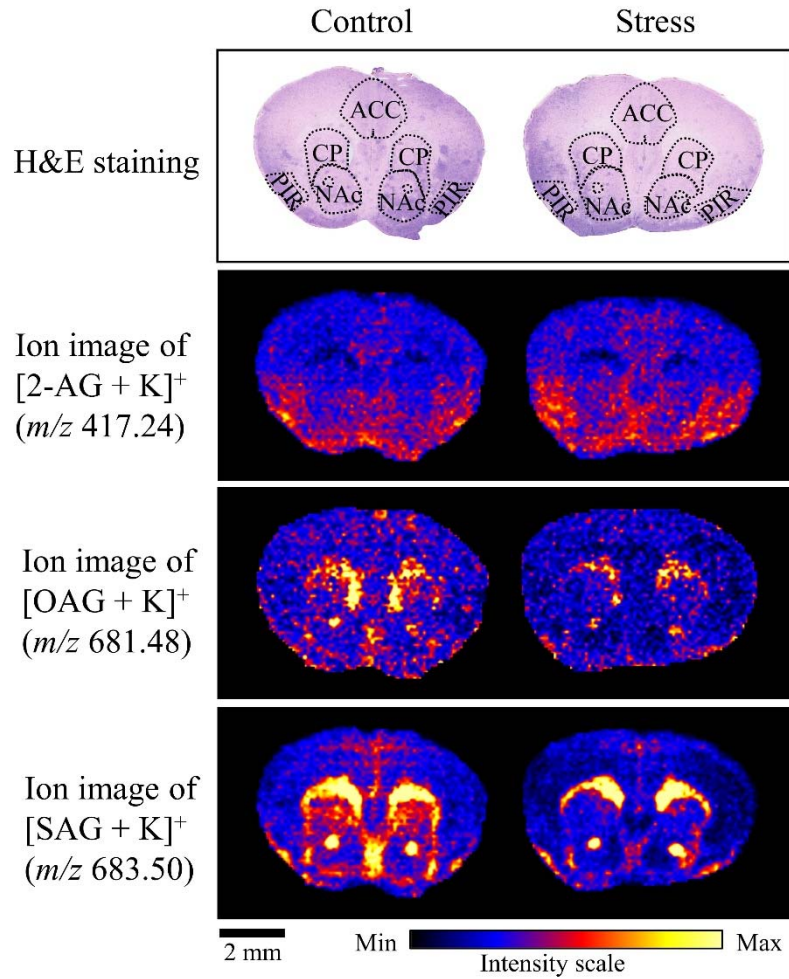 Control Stress
H&E staining
ACC ACC
CP CP CP CP
PIR NAc NAc PIR PIR NAc NAc PIR
Ion image of
[2-AG + K]⁺
(m/z 417.24)
Ion image of
[OAG + K]⁺
(m/z 681.48)
Ion image of
[SAG + K]⁺
(m/z 683.50)
2 mm
Min Max
Intensity scale